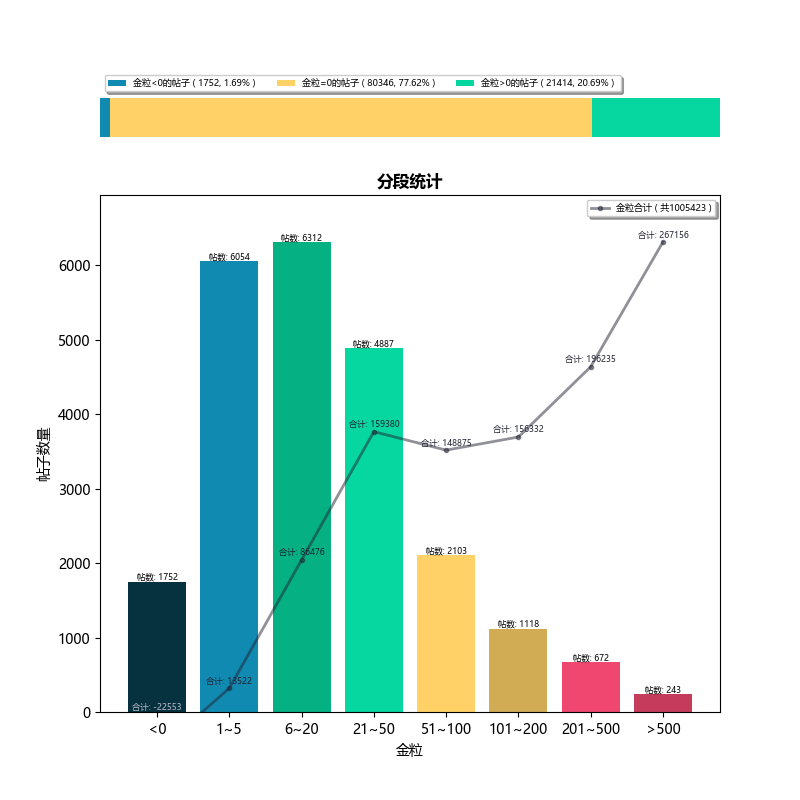 金粒<0的帖子 ( 1752, 1.69% ) 金粒=0的帖子 ( 80346, 77.62% ) 金粒>0的帖子 ( 21414, 20.69% )
分段统计
金粒合计 ( 共1005423 )
合计: 267156
帖数: 6312
帖数: 6054
6000
帖数: 4887
合计: 196235
5000
合计: 159380
合计: 156332
4000
合计: 148875
帖子数量
3000
合计: 86476
帖数: 2103
2000
帖数: 1752
帖数: 1118
1000
合计: 13522
帖数: 672
帖数: 243
合计: -22553
0
<0 1~5 6~20 21~50 51~100 101~200 201~500 >500
金粒